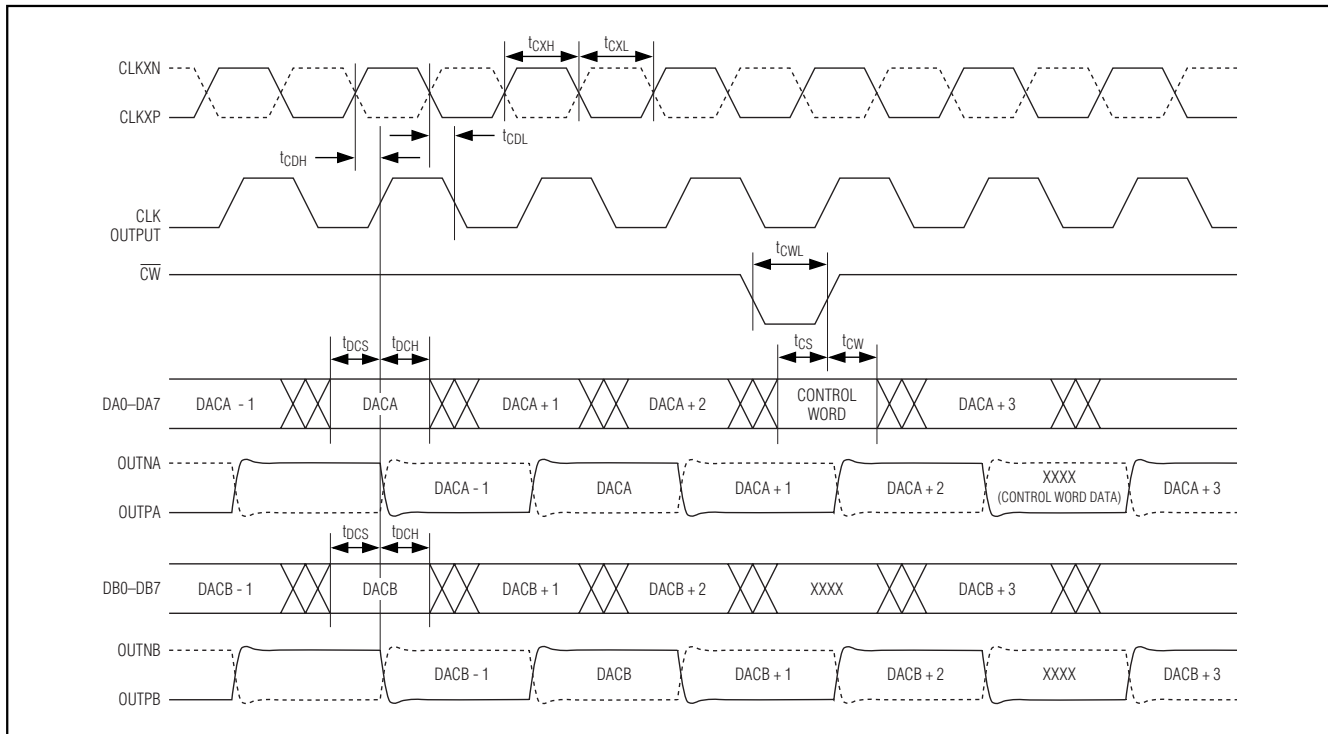 tCXH tCXL
CLKXN
CLKXP
tCDL
tCDH
CLK
OUTPUT
tCWL
CW
tDCS tDCH tCS tCW
DA0–DA7 DACA - 1 DACA DACA + 1 DACA + 2 CONTROL WORD DACA + 3
OUTNA
DACA - 1 DACA DACA + 1 DACA + 2 XXXX (CONTROL WORD DATA) DACA + 3
OUTPA
tDCS tDCH
DB0–DB7 DACB - 1 DACB DACB + 1 DACB + 2 XXXX DACB + 3
OUTNB
DACB - 1 DACB DACB + 1 DACB + 2 XXXX DACB + 3
OUTPB